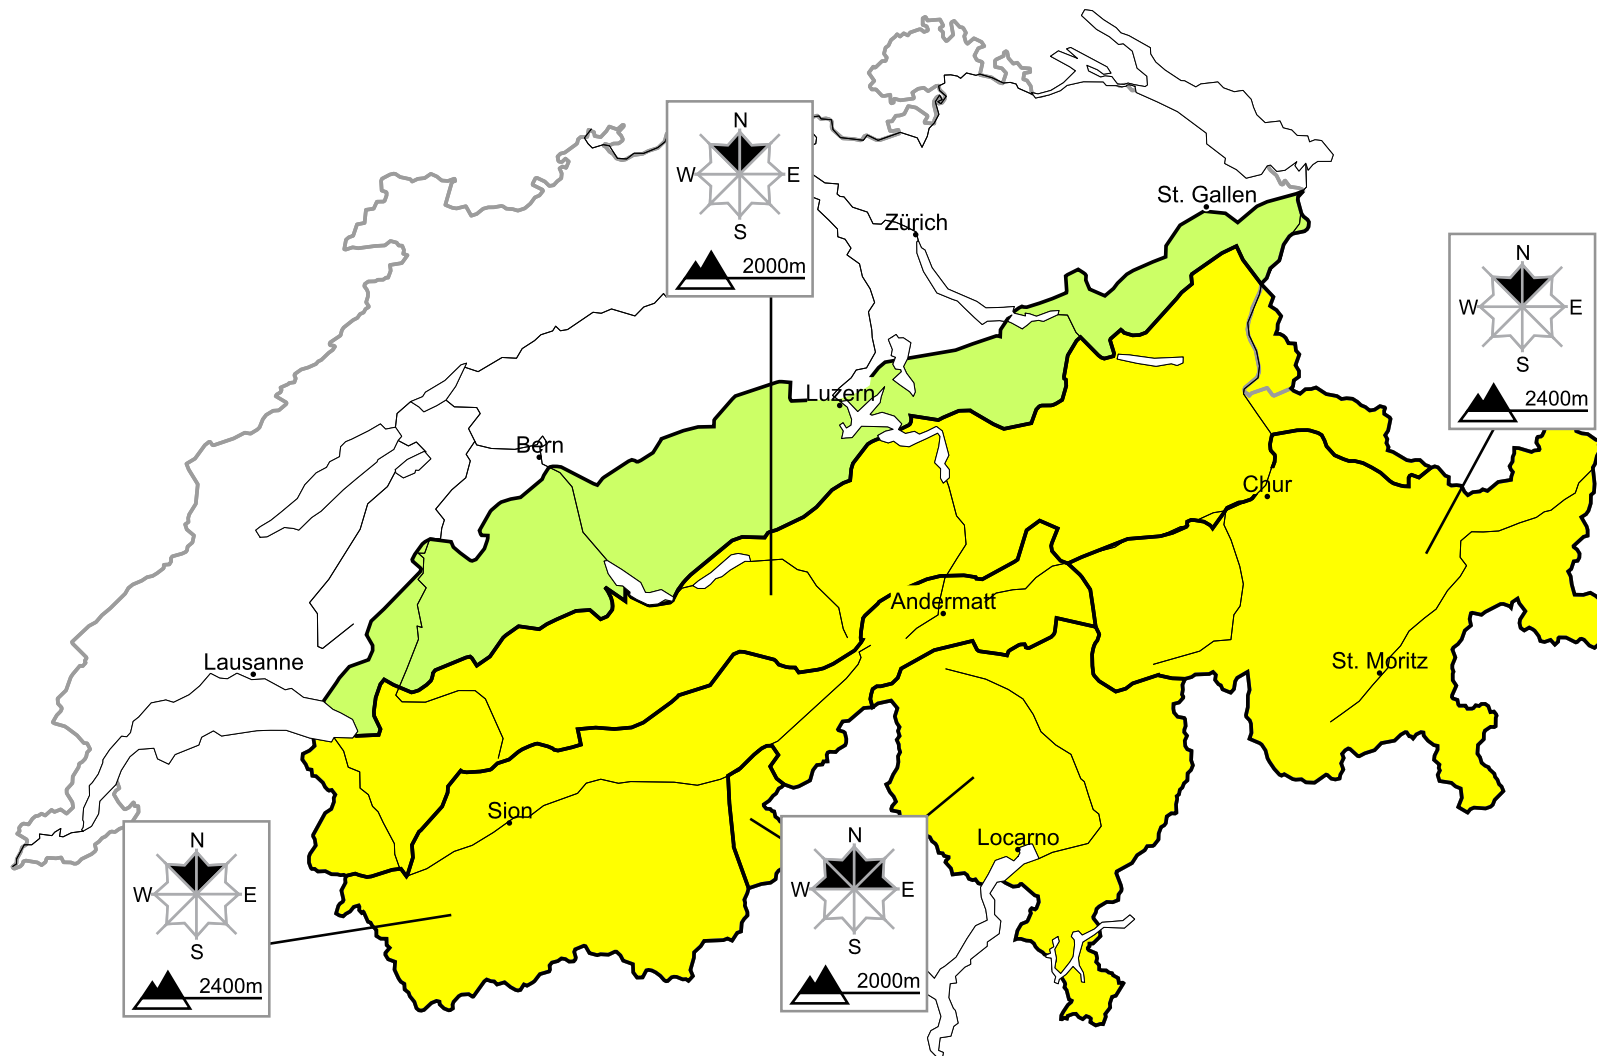 N
W E
S
2000m
St. Gallen
Zürich
N
W E
S
2400m
Luzern
Bern
Chur
Andermatt
Lausanne
St. Moritz
Sion
Locarno
N
W E
S
2400m
N
W E
S
2000m